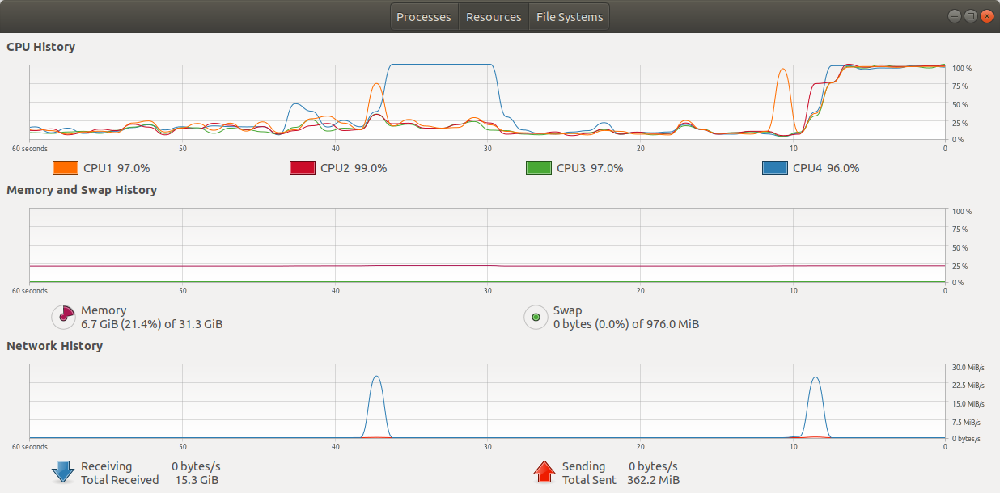 Processes Resources File Systems
CPU History
100 %
75 %
50 %
25 %
0 %
60 seconds 50 40 30 20 10 0
CPU1 97.0% CPU2 99.0% CPU3 97.0% CPU4 96.0%
Memory and Swap History
100 %
75 %
50 %
25 %
0 %
60 seconds 50 40 30 20 10 0
Memory
6.7 GiB (21.4%) of 31.3 GiB
Swap
0 bytes (0.0%) of 976.0 MiB
Network History
30.0 MiB/s
22.5 MiB/s
15.0 MiB/s
7.5 MiB/s
0 bytes/s
60 seconds 50 40 30 20 10 0
Receiving 0 bytes/s
Total Received 15.3 GiB
Sending 0 bytes/s
Total Sent 362.2 MiB